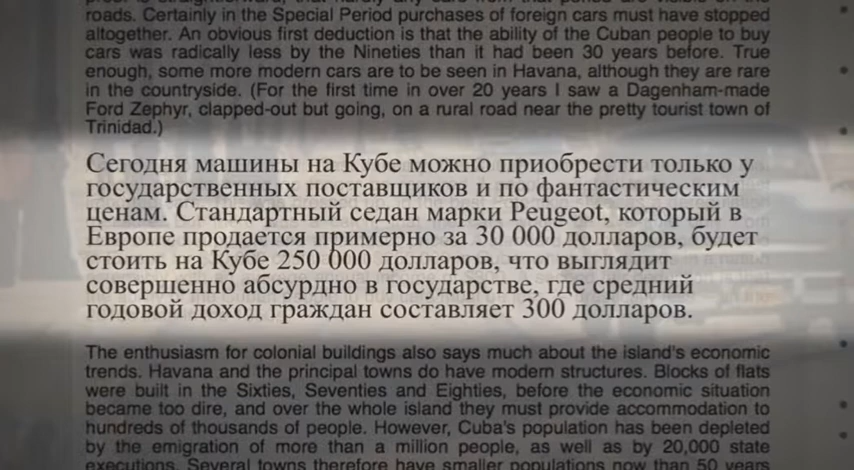 roads. Certainly in the Special Period purchases of foreign cars must have stopped
altogether. An obvious first deduction is that the ability of the Cuban people to buy
cars was radically less by the Nineties than it had been 30 years before. True
enough, some more modern cars are to be seen in Havana, although they are rare
in the countryside. (For the first time in over 20 years I saw a Dagenham-made
Ford Zephyr, clapped-out but going, on a rural road near the pretty tourist town of
Trinidad.)
Сегодня машины на Кубе можно приобрести только у
государственных поставщиков и по фантастическим
ценам. Стандартный седан марки Peugeot, который в
Европе продается примерно за 30 000 долларов, будет
стоить на Кубе 250 000 долларов, что выглядит
совершенно абсурдно в государстве, где средний
годовой доход граждан составляет 300 долларов.
The enthusiasm for colonial buildings also says much about the island's economic
trends. Havana and the principal towns do have modern structures. Blocks of flats
were built in the Sixties, Seventies and Eighties, before the economic situation
became too dire, and over the whole island they must provide accommodation to
hundreds of thousands of people. However, Cuba's population has been depleted
by the emigration of more than a million people, as well as by 20,000 state
executions. Several towns therefore have smaller populations now than 50 years